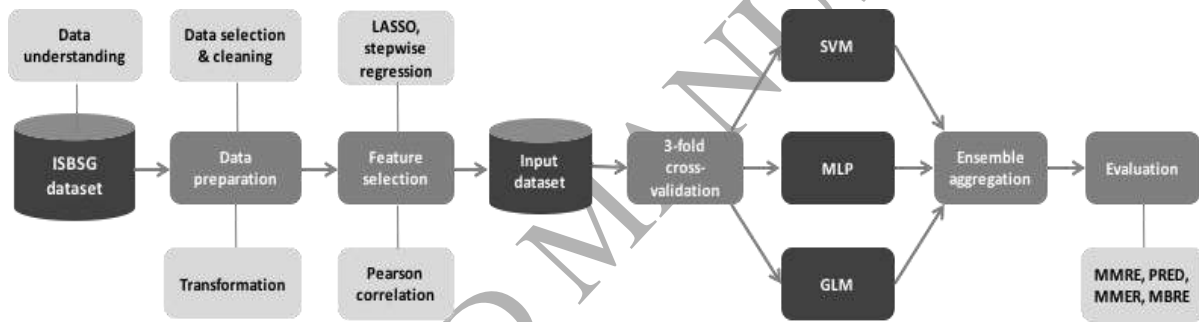 Data
understanding
ISBSG
dataset
Data selection
& cleaning
Data
preparation
Transformation
LASSO,
stepwise
regression
Feature
selection
Pearson
correlation
Input
dataset
3-fold
cross-
validation
SVM
MLP
GLM
Ensemble
aggregation
Evaluation
MMRE, PRED,
MMER, MBRE